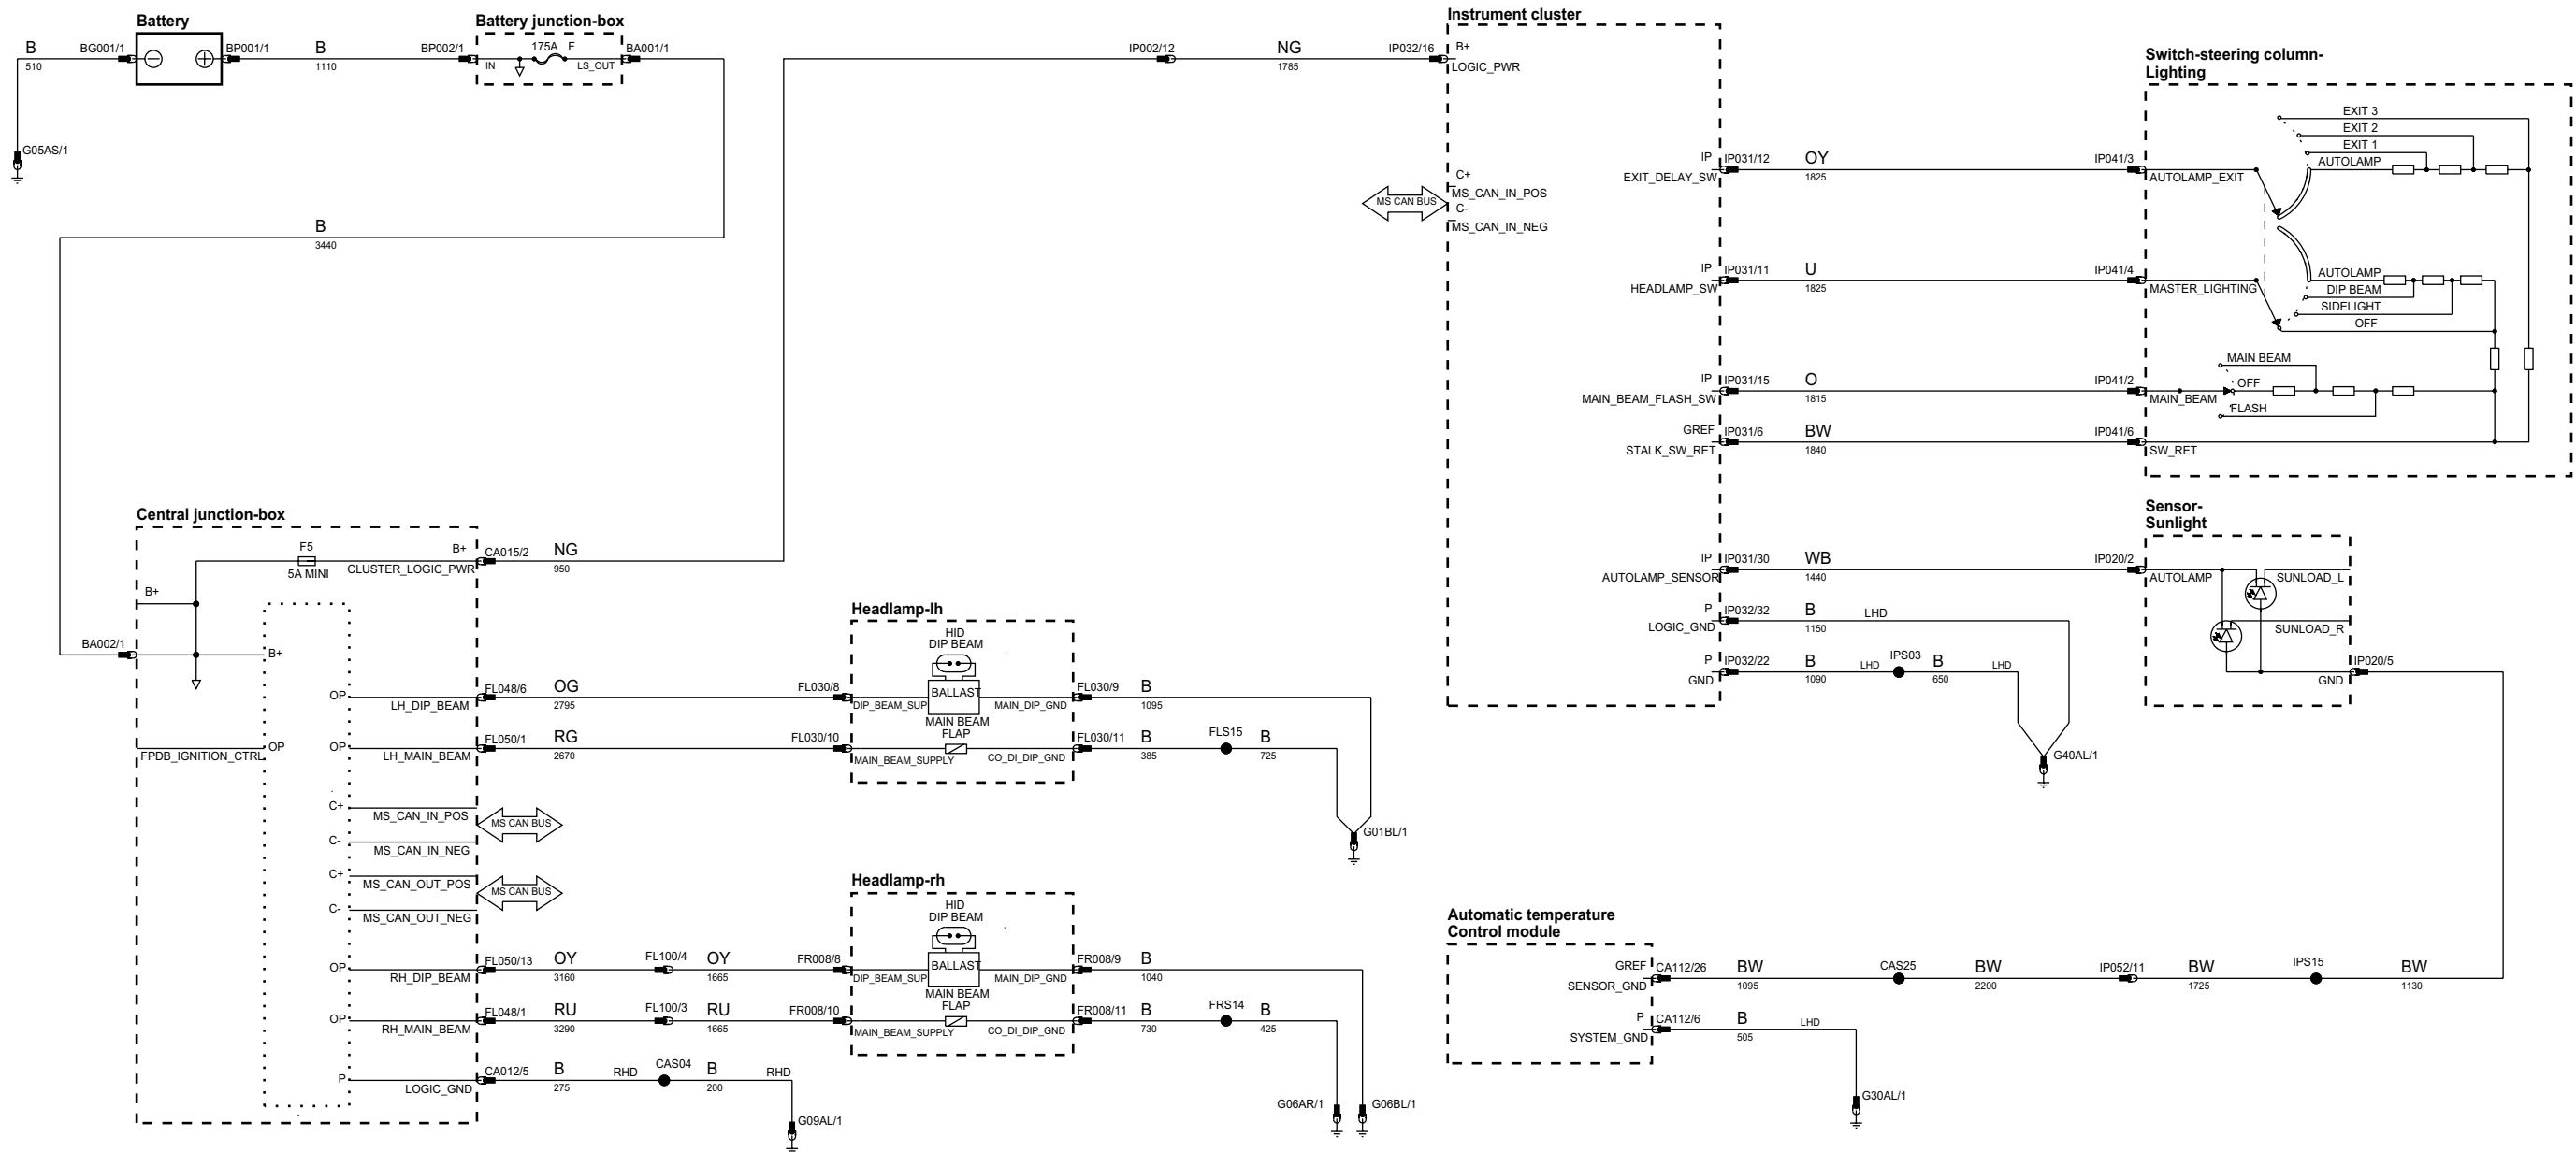 Battery
Battery junction-box
Instrument cluster
Switch-steering column-
Lighting
B
510
BG001/1
BP001/1
B
1110
BP002/1
175A F
IN
LS_OUT
BA001/1
G05AS/1
B
3440
IP002/12
NG
1785
IP032/16
B+
LOGIC_PWR
C+
MS_CAN_IN_POS
C-
MS_CAN_IN_NEG
MS CAN BUS
IP
EXIT_DELAY_SW
IP031/12
OY
1825
IP041/3
AUTOLAMP_EXIT
EXIT 3
EXIT 2
EXIT 1
AUTOLAMP
IP
HEADLAMP_SW
IP031/11
U
1825
IP041/4
MASTER_LIGHTING
AUTOLAMP
DIP BEAM
SIDELIGHT
OFF
IP
MAIN_BEAM_FLASH_SW
IP031/15
O
1815
IP041/2
MAIN_BEAM
MAIN BEAM
OFF
FLASH
GREF
STALK_SW_RET
IP031/6
BW
1840
IP041/6
SW_RET
Sensor-
Sunlight
IP
AUTOLAMP_SENSOR
IP031/30
WB
1440
IP020/2
AUTOLAMP
SUNLOAD_L
SUNLOAD_R
IP020/5
GND
P
LOGIC_GND
IP032/32
B
1150
LHD
P
GND
IP032/22
B
1090
LHD
IPS03
B
650
LHD
G40AL/1
Central junction-box
F5
5A MINI
B+
CLUSTER_LOGIC_PWR
CA015/2
NG
950
B+
BA002/1
B+
OP
LH_DIP_BEAM
FL048/6
OG
2795
FL030/8
FPDB_IGNITION_CTRL
OP
OP
LH_MAIN_BEAM
FL050/1
RG
2670
FL030/10
Headlamp-lh
HID
DIP BEAM
BALLAST
DIP_BEAM_SUP
MAIN_DIP_GND
MAIN BEAM
FLAP
MAIN_BEAM_SUPPLY
CO_DI_DIP_GND
FL030/9
B
1095
FL030/11
B
385
FLS15
B
725
G01BL/1
C+
MS_CAN_IN_POS
C-
MS_CAN_IN_NEG
MS CAN BUS
C+
MS_CAN_OUT_POS
C-
MS_CAN_OUT_NEG
MS CAN BUS
OP
RH_DIP_BEAM
FL050/13
OY
3160
FL100/4
OY
1665
FR008/8
OP
RH_MAIN_BEAM
FL048/1
RU
3290
FL100/3
RU
1665
FR008/10
Headlamp-rh
HID
DIP BEAM
BALLAST
DIP_BEAM_SUP
MAIN_DIP_GND
MAIN BEAM
FLAP
MAIN_BEAM_SUPPLY
CO_DI_DIP_GND
FR008/9
B
1040
FR008/11
B
730
FRS14
B
425
G06AR/1
G06BL/1
P
LOGIC_GND
CA012/5
B
275
RHD
CAS04
B
200
RHD
G09AL/1
Automatic temperature
Control module
GREF
SENSOR_GND
CA112/26
BW
1095
CAS25
BW
2200
IP052/11
BW
1725
IPS15
BW
1130
P
SYSTEM_GND
CA112/6
B
505
LHD
G30AL/1